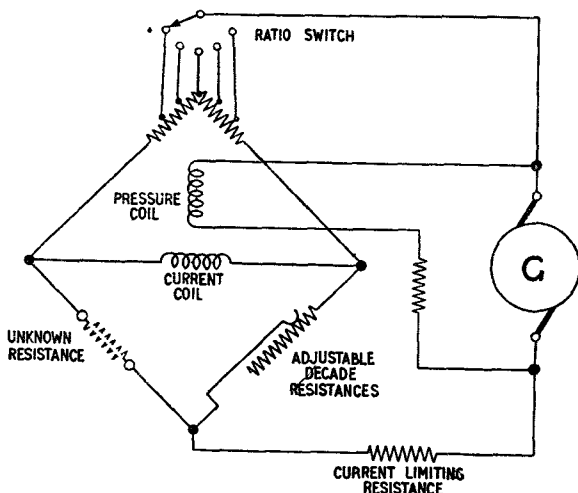 RATIO SWITCH
PRESSURE
COIL
CURRENT
COIL
G
UNKNOWN
RESISTANCE
ADJUSTABLE
DECADE
RESISTANCES
CURRENT LIMITING
RESISTANCE